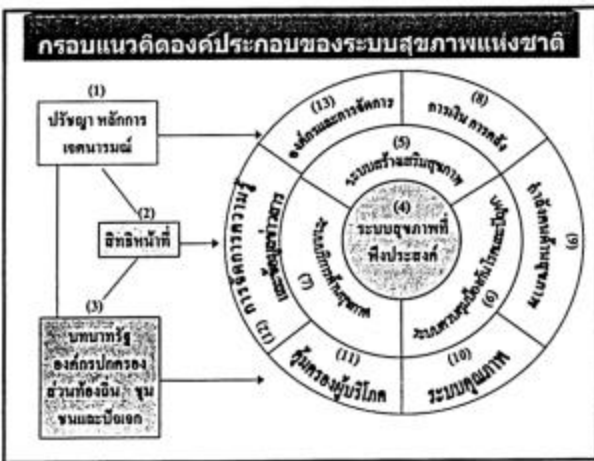 กรอบแนวคิดองค์ประกอบของระบบสุขภาพแห่งชาติ
(1)
ปรัชญา หลักการ
เจตนารมณ์
(2)
สิทธิหน้าที่
(3)
บทบาทรัฐ
องค์กรปกครอง
ส่วนท้องถิ่น ชุม
ชนและปัจเจก
(4)
ระบบสุขภาพที่
พึงประสงค์
(5)
ระบบสร้างเสริมสุขภาพ
(6)
ระบบควบคุมป้องกันโรคและปัญหา
(7)
ระบบบริการด้านสุขภาพ
(8)
การเงิน การคลัง
(9)
กำลังคนด้านสุขภาพ
(10)
ระบบคุณภาพ
(11)
คุ้มครองผู้บริโภค
(12)
การจัดการความรู้
และข้อมูลข่าวสาร
(13)
องค์กรและการจัดการ